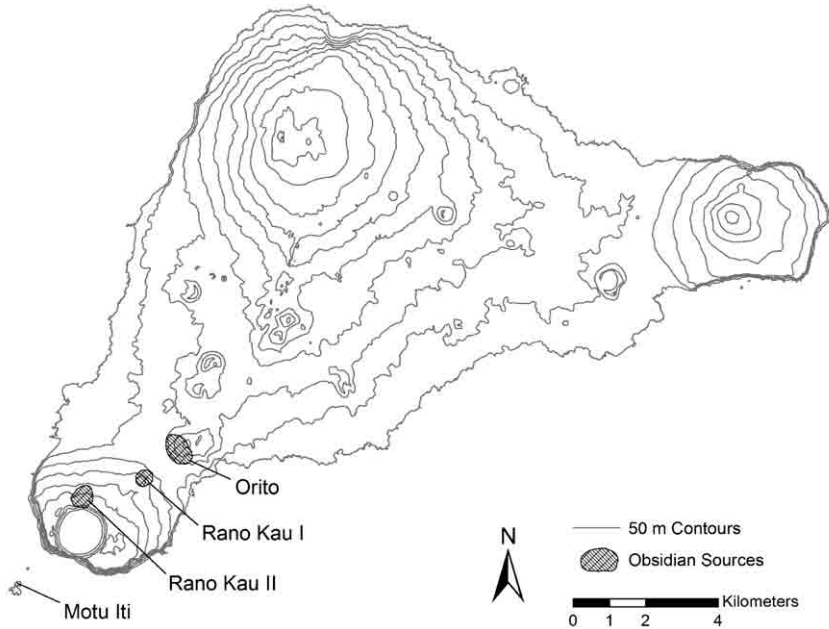 Orito
Rano Kau I
Rano Kau II
Motu Iti
N
50 m Contours
Obsidian Sources
Kilometers
0 1 2 4